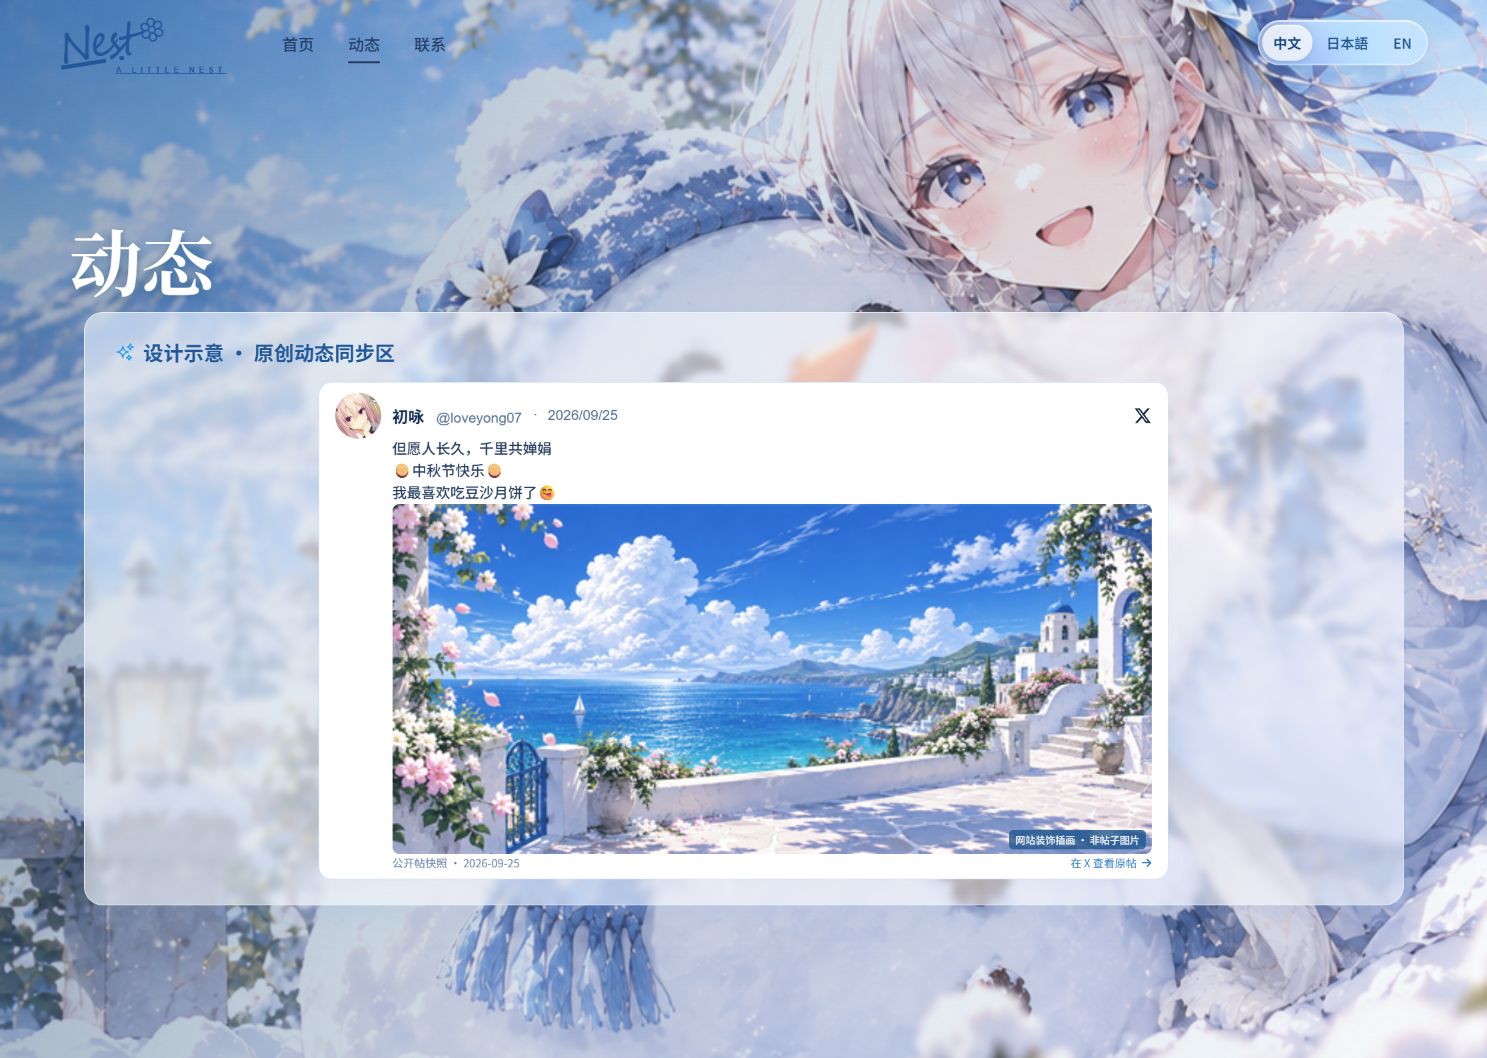 Nest
A LITTLE NEST
首页 动态 联系
中文 日本語 EN
动态
设计示意 · 原创动态同步区
初咏 @loveyong07 · 2026/09/25
X
但愿人长久，千里共婵娟
🥮中秋节快乐🥮
我最喜欢吃豆沙月饼了😋
网站装饰插画 · 非帖子图片
公开帖快照 · 2026-09-25
在 X 查看原帖 →